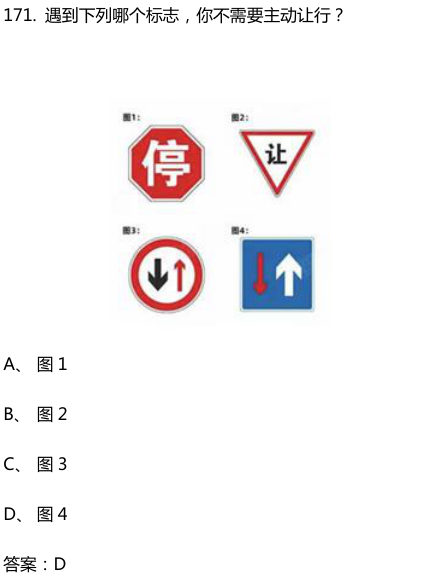 171. 遇到下列哪个标志，你不需要主动让行？
图1：
图2：
停
让
图3：
图4：
A、 图 1
B、 图 2
C、 图 3
D、 图 4
答案：D